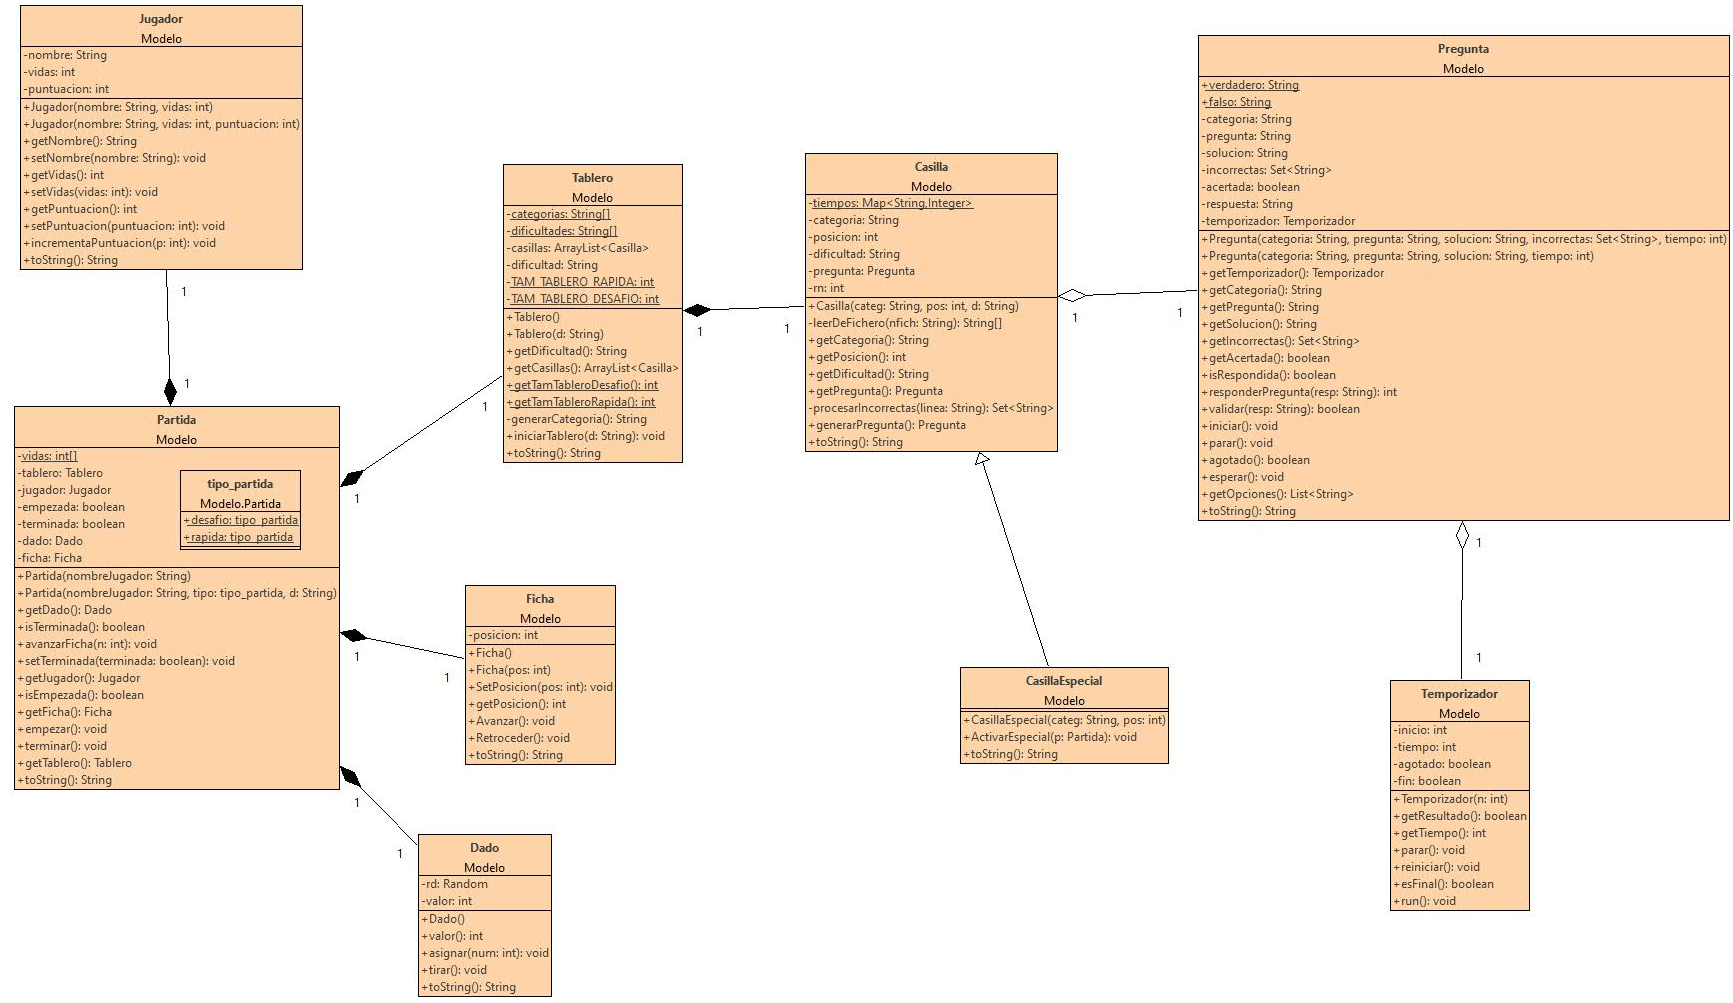 Jugador
Modelo
-nombre: String
-vidas: int
-puntuacion: int
+Jugador(nombre: String, vidas: int)
+Jugador(nombre: String, vidas: int, puntuacion: int)
+getNombre(): String
+setNombre(nombre: String): void
+getVidas(): int
+setVidas(vidas: int): void
+getPuntuacion(): int
+setPuntuacion(puntuacion: int): void
+incrementaPuntuacion(p: int): void
+toString(): String
1
1
Partida
Modelo
-vidas: int[]
-tablero: Tablero
-jugador: Jugador
-empezada: boolean
-terminada: boolean
-dado: Dado
-ficha: Ficha
tipo_partida
Modelo.Partida
+desafio: tipo_partida
+rapida: tipo_partida
+Partida(nombreJugador: String)
+Partida(nombreJugador: String, tipo: tipo_partida, d: String)
+getDado(): Dado
+isTerminada(): boolean
+avanzarFicha(n: int): void
+setTerminada(terminada: boolean): void
+getJugador(): Jugador
+isEmpezada(): boolean
+getFicha(): Ficha
+empezar(): void
+terminar(): void
+getTablero(): Tablero
+toString(): String
1
1
1
1
1
1
Tablero
Modelo
-categorias: String[]
-dificultades: String[]
-casillas: ArrayList<Casilla>
-dificultad: String
-TAM_TABLERO_RAPIDA: int
-TAM_TABLERO_DESAFIO: int
+Tablero()
+Tablero(d: String)
+getDificultad(): String
+getCasillas(): ArrayList<Casilla>
+getTamTableroDesafio(): int
+getTamTableroRapida(): int
-generarCategoria(): String
+iniciarTablero(d: String): void
+toString(): String
1
1
Ficha
Modelo
-posicion: int
+Ficha()
+Ficha(pos: int)
+SetPosicion(pos: int): void
+getPosicion(): int
+Avanzar(): void
+Retroceder(): void
+toString(): String
Dado
Modelo
-rd: Random
-valor: int
+Dado()
+valor(): int
+asignar(num: int): void
+tirar(): void
+toString(): String
Casilla
Modelo
-tiempos: Map<String,Integer>
-categoria: String
-posicion: int
-dificultad: String
-pregunta: Pregunta
-rn: int
+Casilla(categ: String, pos: int, d: String)
-leerDeFichero(nfich: String): String[]
+getCategoria(): String
+getPosicion(): int
+getDificultad(): String
+getPregunta(): Pregunta
-procesarIncorrectas(linea: String): Set<String>
+generarPregunta(): Pregunta
+toString(): String
1
1
CasillaEspecial
Modelo
+CasillaEspecial(categ: String, pos: int)
+ActivarEspecial(p: Partida): void
+toString(): String
Pregunta
Modelo
+verdadero: String
+falso: String
-categoria: String
-pregunta: String
-solucion: String
-incorrectas: Set<String>
-acertada: boolean
-respuesta: String
-temporizador: Temporizador
+Pregunta(categoria: String, pregunta: String, solucion: String, incorrectas: Set<String>, tiempo: int)
+Pregunta(categoria: String, pregunta: String, solucion: String, tiempo: int)
+getTemporizador(): Temporizador
+getCategoria(): String
+getPregunta(): String
+getSolucion(): String
+getIncorrectas(): Set<String>
+getAcertada(): boolean
+isRespondida(): boolean
+responderPregunta(resp: String): int
+validar(resp: String): boolean
+iniciar(): void
+parar(): void
+agotado(): boolean
+esperar(): void
+getOpciones(): List<String>
+toString(): String
1
1
Temporizador
Modelo
-inicio: int
-tiempo: int
-agotado: boolean
-fin: boolean
+Temporizador(n: int)
+getResultado(): boolean
+getTiempo(): int
+parar(): void
+reiniciar(): void
+esFinal(): boolean
+run(): void